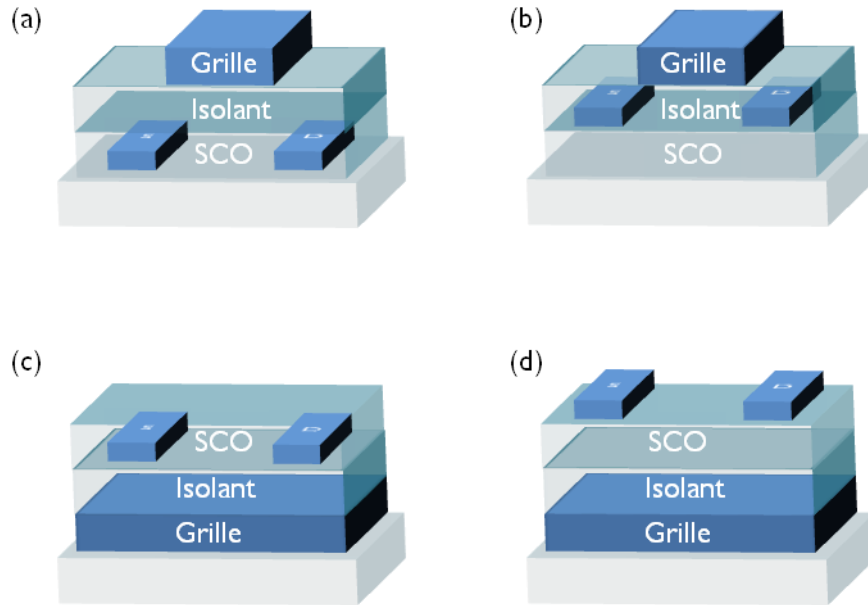 (a)
Grille
Isolant
S
D
SCO
(b)
Grille
S
D
Isolant
SCO
(c)
S
D
SCO
Isolant
Grille
(d)
S
D
SCO
Isolant
Grille